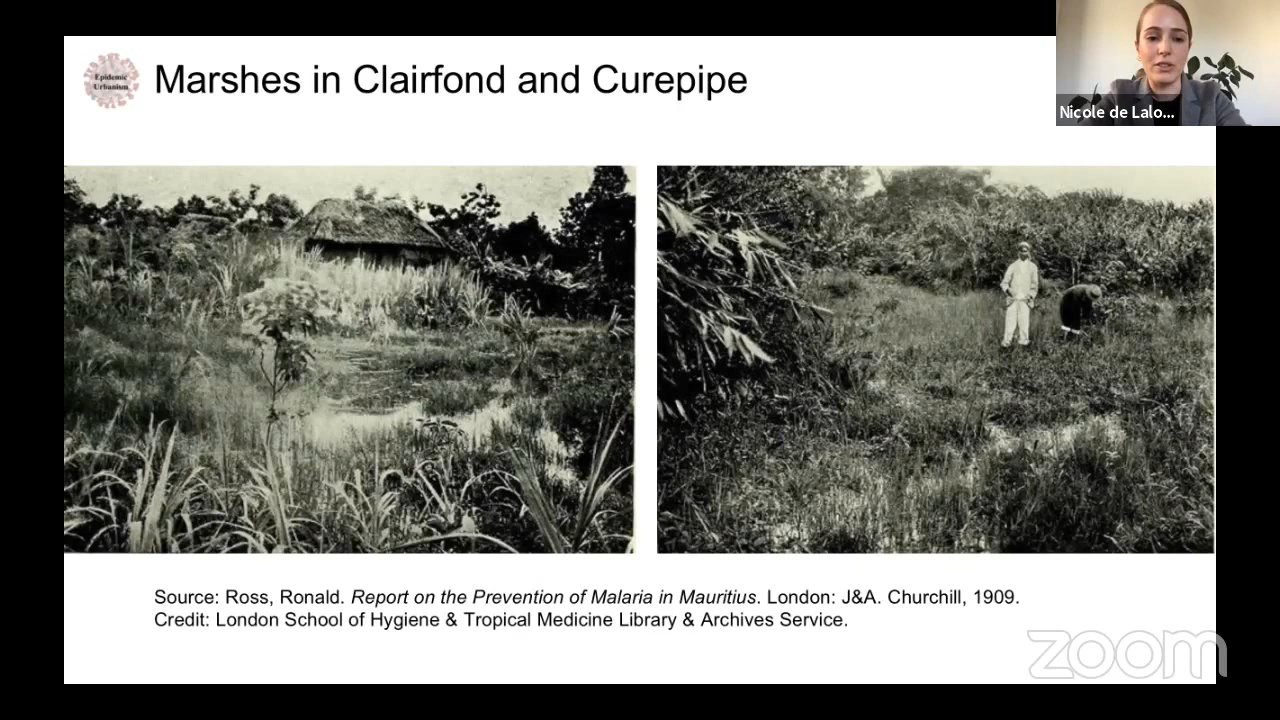 Epidemic
Urbanism
Marshes in Clairfond and Curepipe
Nicole de Lalo...
Source: Ross, Ronald. Report on the Prevention of Malaria in Mauritius. London: J&A. Churchill, 1909.
Credit: London School of Hygiene & Tropical Medicine Library & Archives Service.
zoom